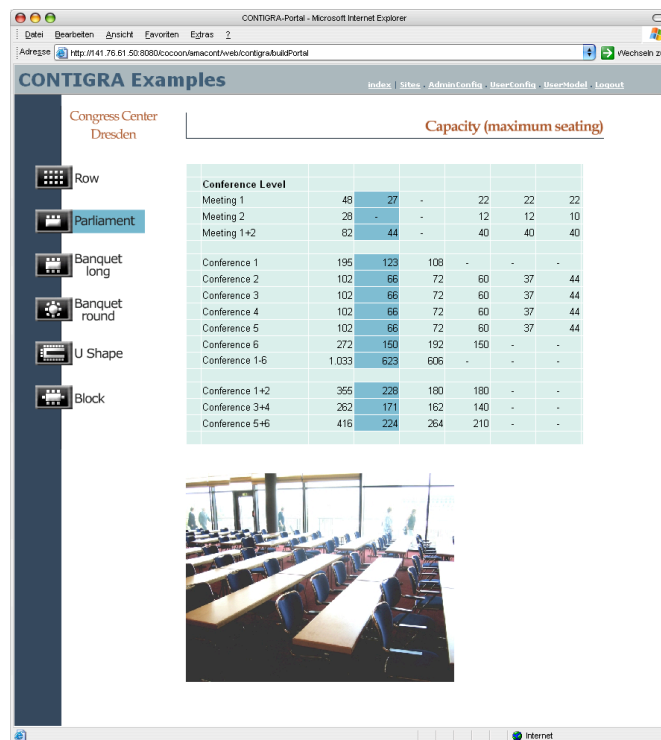 CONTIGRA-Portal - Microsoft Internet Explorer
Datei Bearbeiten Ansicht Favoriten Extras ?
Adresse http://141.76.61.50:8080/cocoon/amacont/web/contigra/buildPortal Wechseln z
CONTIGRA Examples
index | Sites . AdminConfig . UserConfig . UserModel . Logout
Congress Center
Dresden
Capacity (maximum seating)
Row
Parliament
Banquet
long
Banquet
round
U Shape
Block
Conference Level
Meeting 1 48 27 - 22 22 22
Meeting 2 28 - - 12 12 10
Meeting 1+2 82 44 - 40 40 40
Conference 1 195 123 108 - - -
Conference 2 102 66 72 60 37 44
Conference 3 102 66 72 60 37 44
Conference 4 102 66 72 60 37 44
Conference 5 102 66 72 60 37 44
Conference 6 272 150 192 150 - -
Conference 1-6 1.033 623 606 - - -
Conference 1+2 355 228 180 180 - -
Conference 3+4 262 171 162 140 - -
Conference 5+6 416 224 264 210 - -
Internet